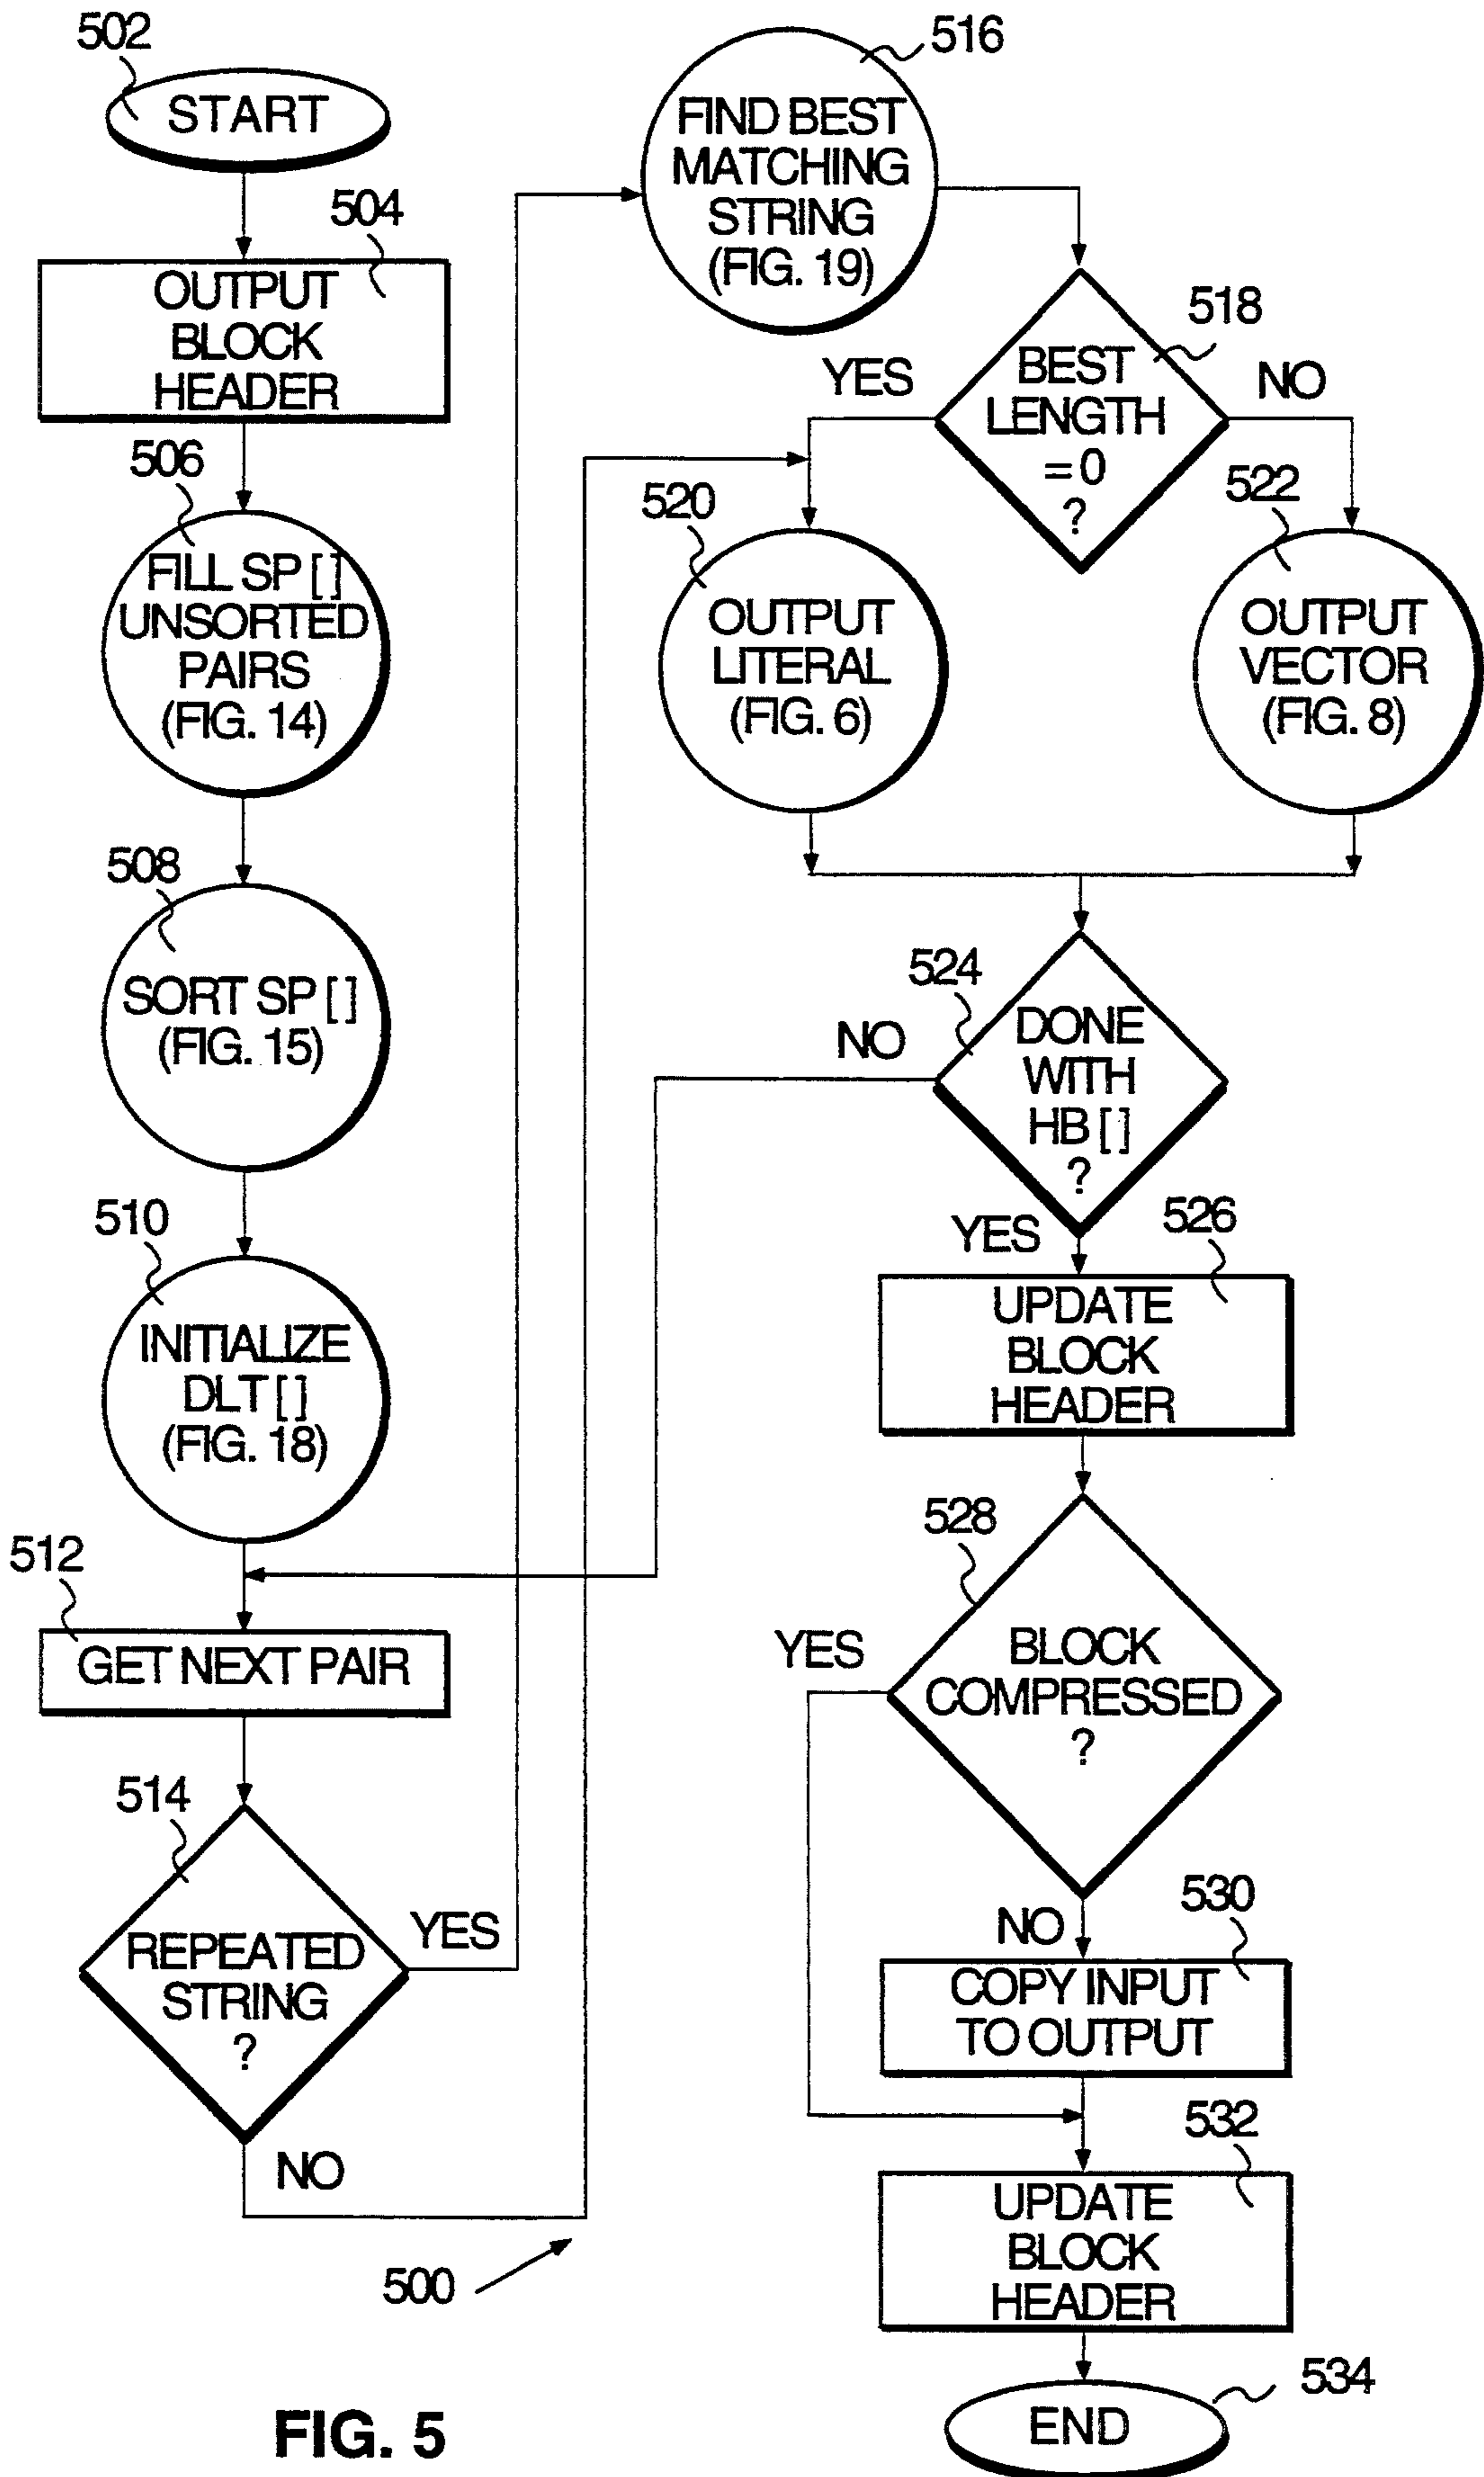 502
START
504
OUTPUT
BLOCK
HEADER
506
FILL SP [ ]
UNSORTED
PAIRS
(FIG. 14)
508
SORT SP [ ]
(FIG. 15)
510
INITIALIZE
DLT [ ]
(FIG. 18)
512
GET NEXT PAIR
514
REPEATED
STRING
?
YES
NO
500
516
FIND BEST
MATCHING
STRING
(FIG. 19)
518
BEST
LENGTH
= 0
?
YES
NO
520
OUTPUT
LITERAL
(FIG. 6)
522
OUTPUT
VECTOR
(FIG. 8)
524
DONE
WITH
HB [ ]
?
NO
YES
526
UPDATE
BLOCK
HEADER
528
BLOCK
COMPRESSED
?
YES
NO
530
COPY INPUT
TO OUTPUT
532
UPDATE
BLOCK
HEADER
534
END
FIG. 5